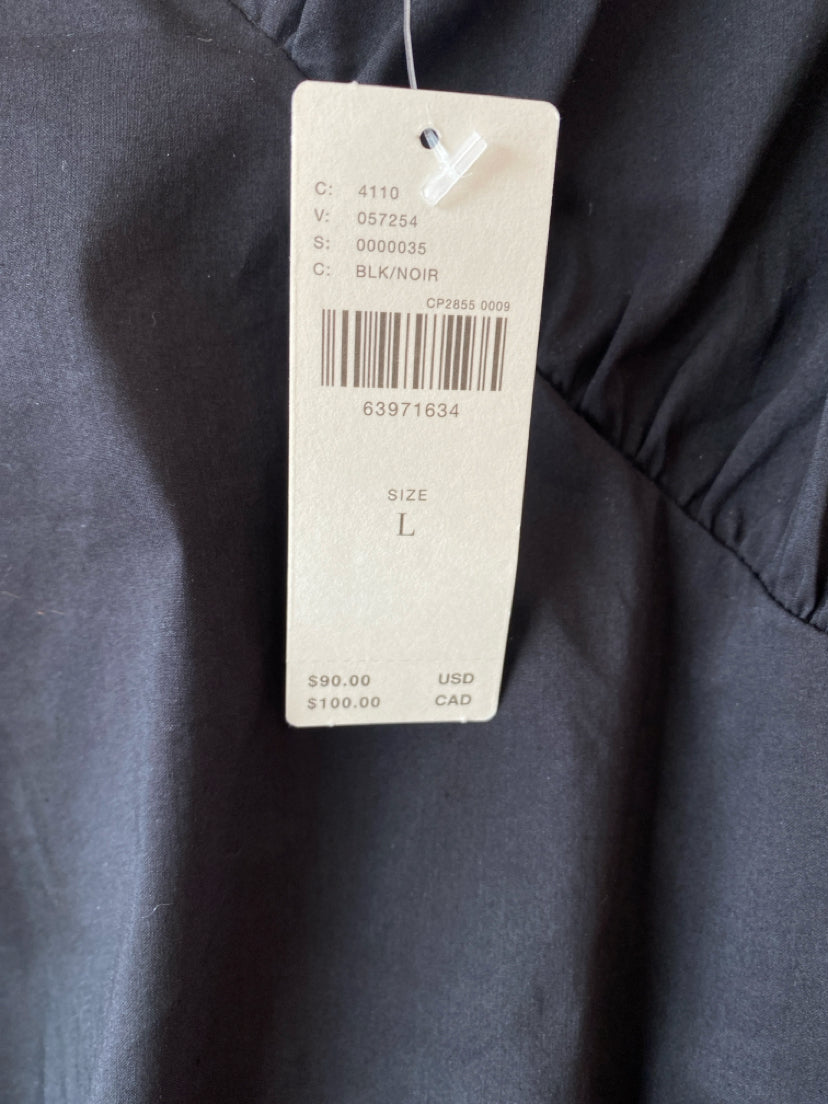 C: 4110
V: 057254
S: 0000035
C: BLK/NOIR
CP2855 0009
63971634
SIZE
L
$90.00 USD
$100.00 CAD